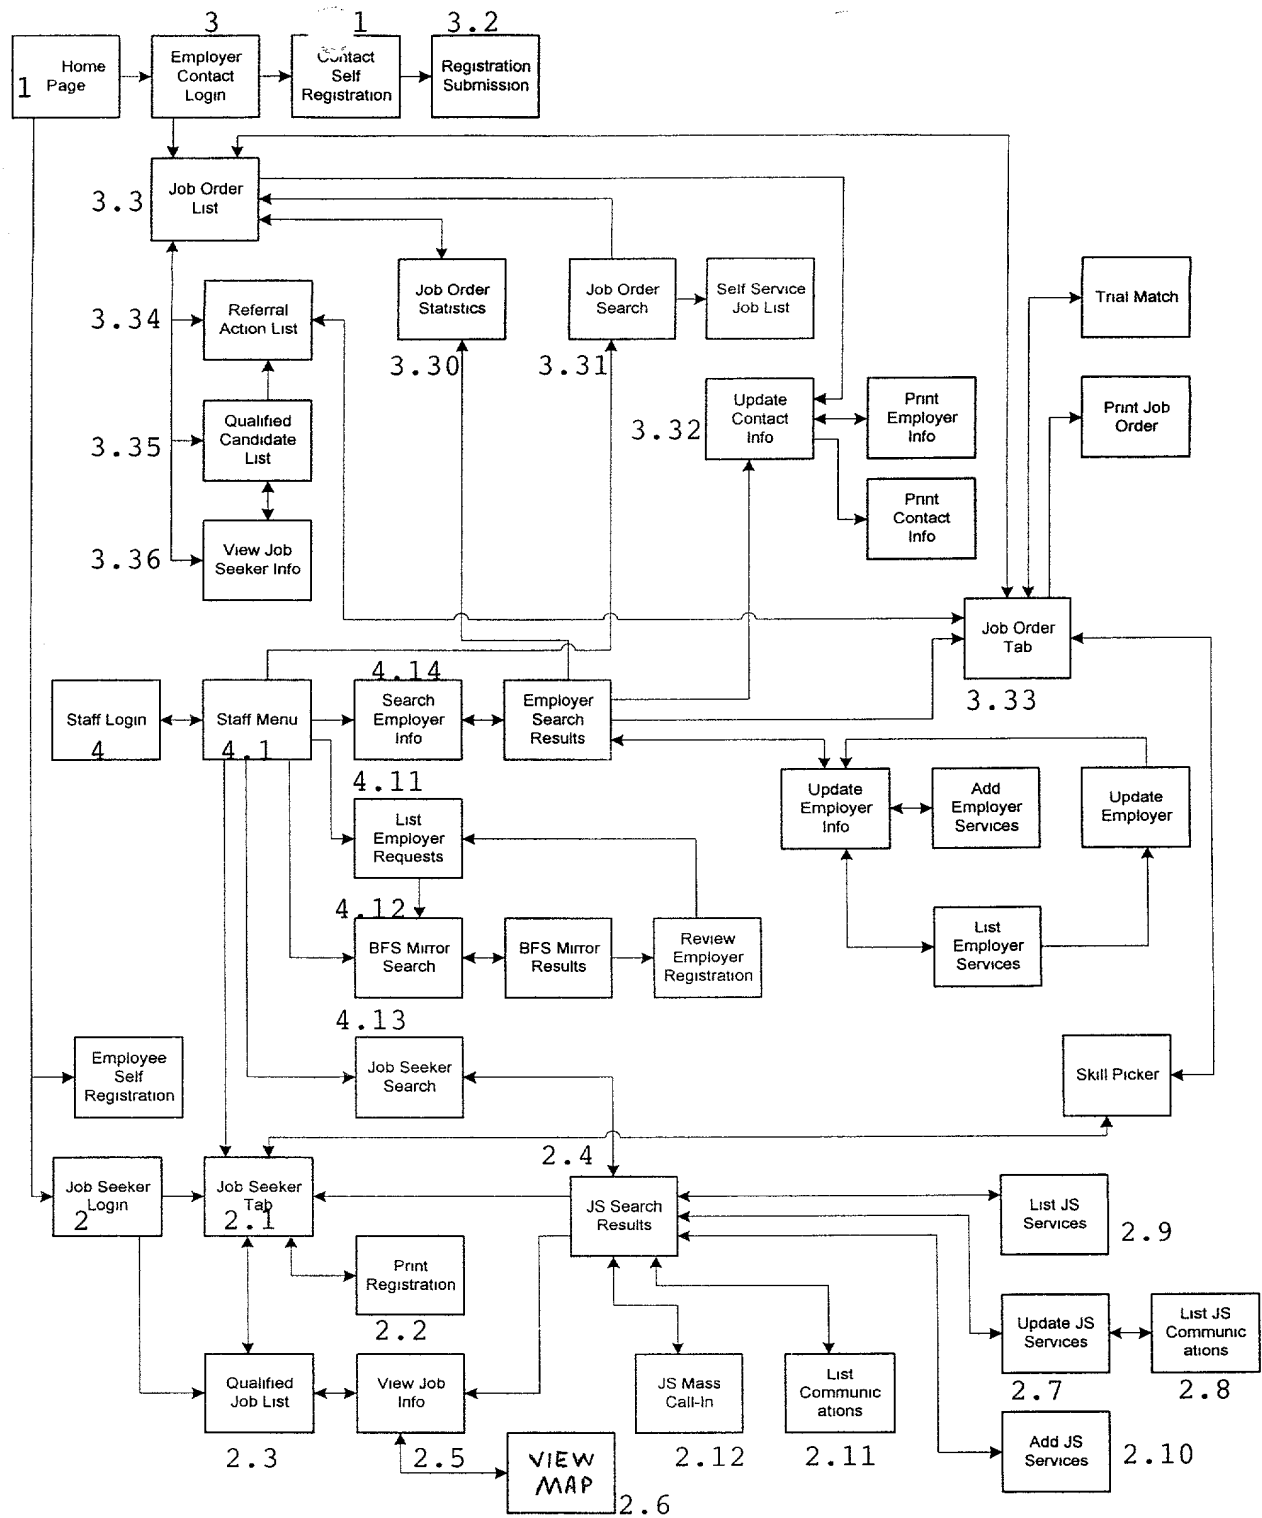 3
1
3.2
Home
Page
1
Employer
Contact
Login
Contact
Self
Registration
Registration
Submission
Job Order
List
3.3
Referral
Action List
3.34
Job Order
Statistics
3.30
Job Order
Search
3.31
Self Service
Job List
Trial Match
Qualified
Candidate
List
3.35
Update
Contact
Info
3.32
Print
Employer
Info
Print Job
Order
Print
Contact
Info
View Job
Seeker Info
3.36
Job Order
Tab
3.33
Staff Login
4
Staff Menu
4.1
4.14
Search
Employer
Info
Employer
Search
Results
4.11
List
Employer
Requests
Update
Employer
Info
Add
Employer
Services
Update
Employer
4.12
BFS Mirror
Search
BFS Mirror
Results
Review
Employer
Registration
List
Employer
Services
4.13
Employee
Self
Registration
Job Seeker
Search
Skill Picker
Job Seeker
Login
2
Job Seeker
Tab
2.1
2.4
JS Search
Results
List JS
Services
2.9
Print
Registration
2.2
Update JS
Services
2.7
List JS
Communic
ations
2.8
Qualified
Job List
2.3
View Job
Info
2.5
JS Mass
Call-In
2.12
List
Communic
ations
2.11
Add JS
Services
2.10
VIEW
MAP
2.6